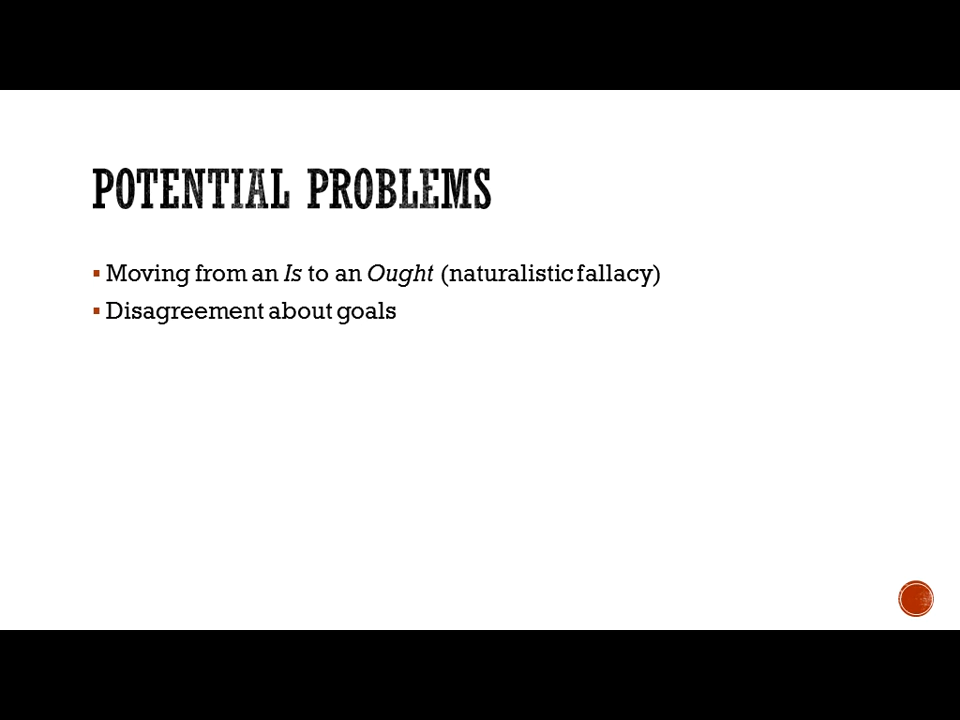 POTENTIAL PROBLEMS
▪ Moving from an Is to an Ought (naturalistic fallacy)
▪ Disagreement about goals